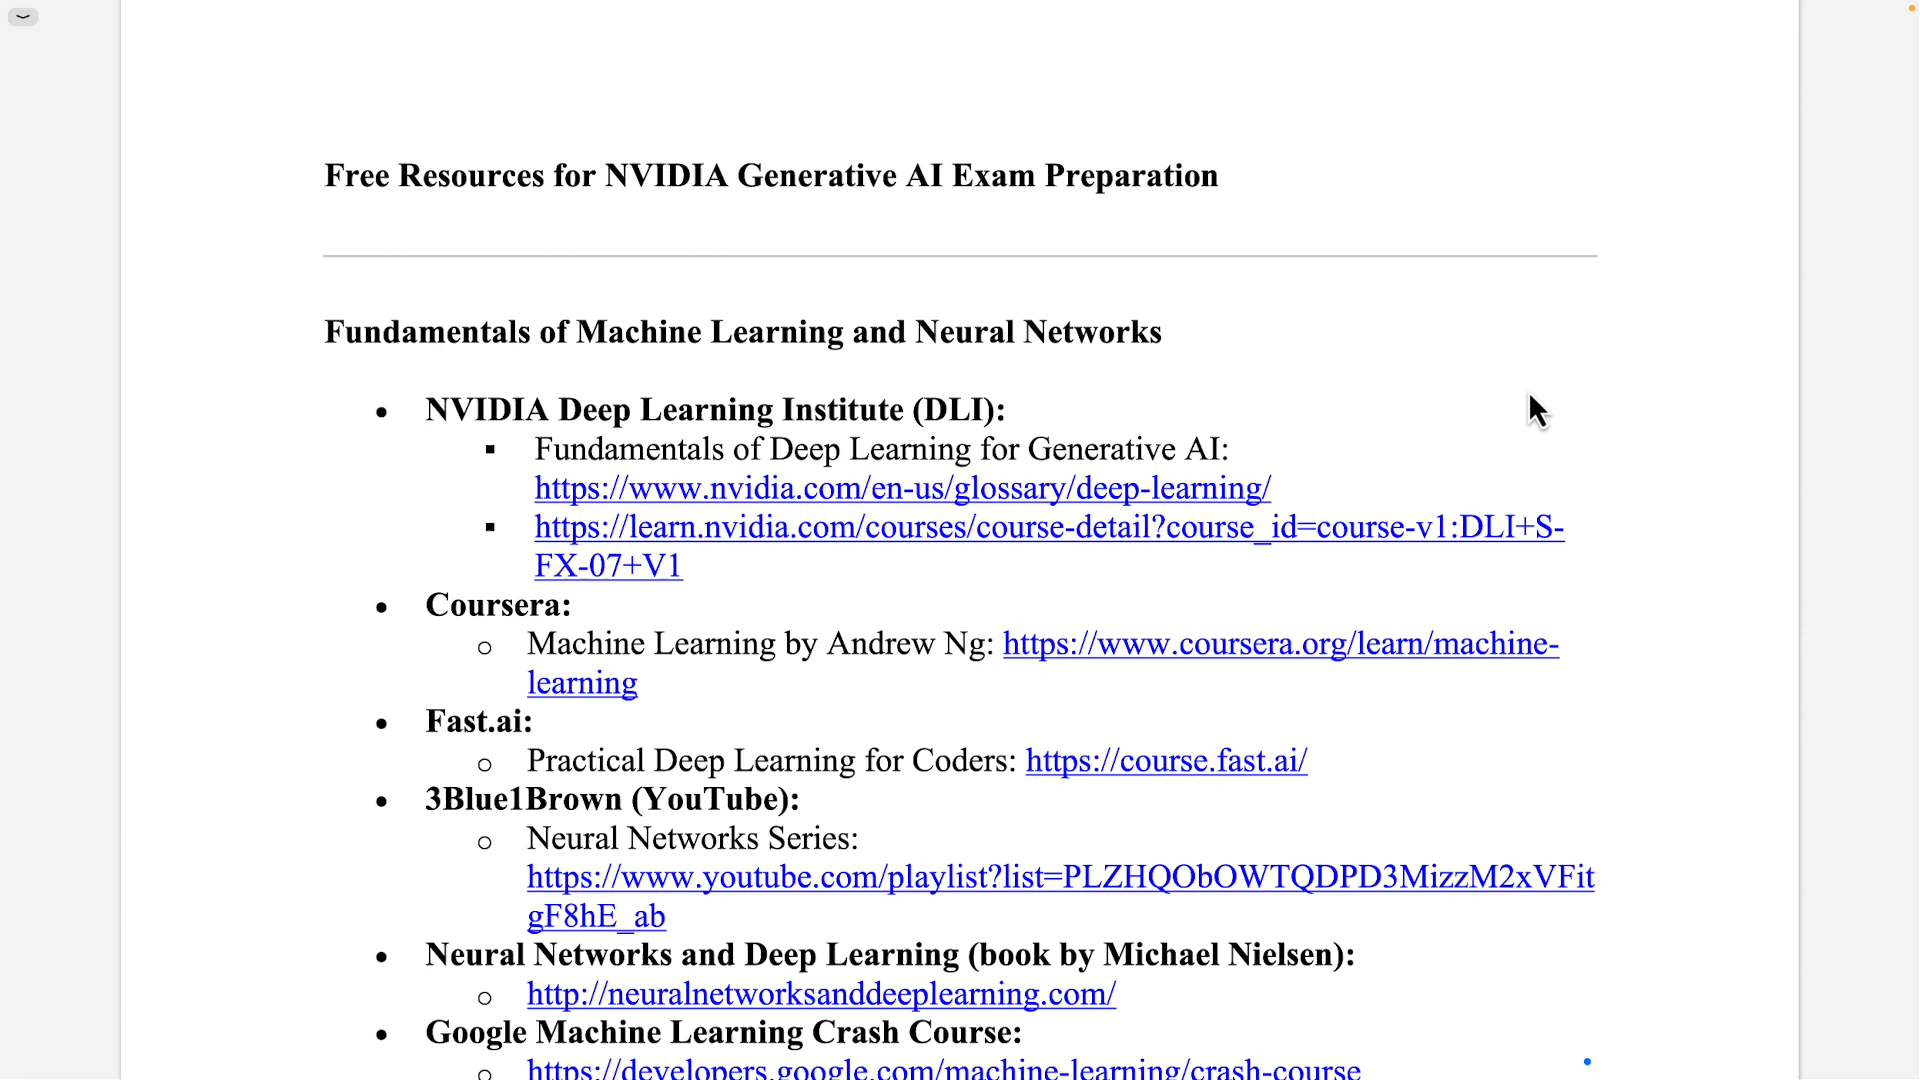 Free Resources for NVIDIA Generative AI Exam Preparation
Fundamentals of Machine Learning and Neural Networks
• NVIDIA Deep Learning Institute (DLI):
▪ Fundamentals of Deep Learning for Generative AI:
https://www.nvidia.com/en-us/glossary/deep-learning/
▪ https://learn.nvidia.com/courses/course-detail?course_id=course-v1:DLI+S-
FX-07+V1
• Coursera:
○ Machine Learning by Andrew Ng: https://www.coursera.org/learn/machine-
learning
• Fast.ai:
○ Practical Deep Learning for Coders: https://course.fast.ai/
• 3Blue1Brown (YouTube):
○ Neural Networks Series:
https://www.youtube.com/playlist?list=PLZHQObOWTQDPD3MizzM2xVFit
gF8hE_ab
• Neural Networks and Deep Learning (book by Michael Nielsen):
○ http://neuralnetworksanddeeplearning.com/
• Google Machine Learning Crash Course:
○ https://developers.google.com/machine-learning/crash-course